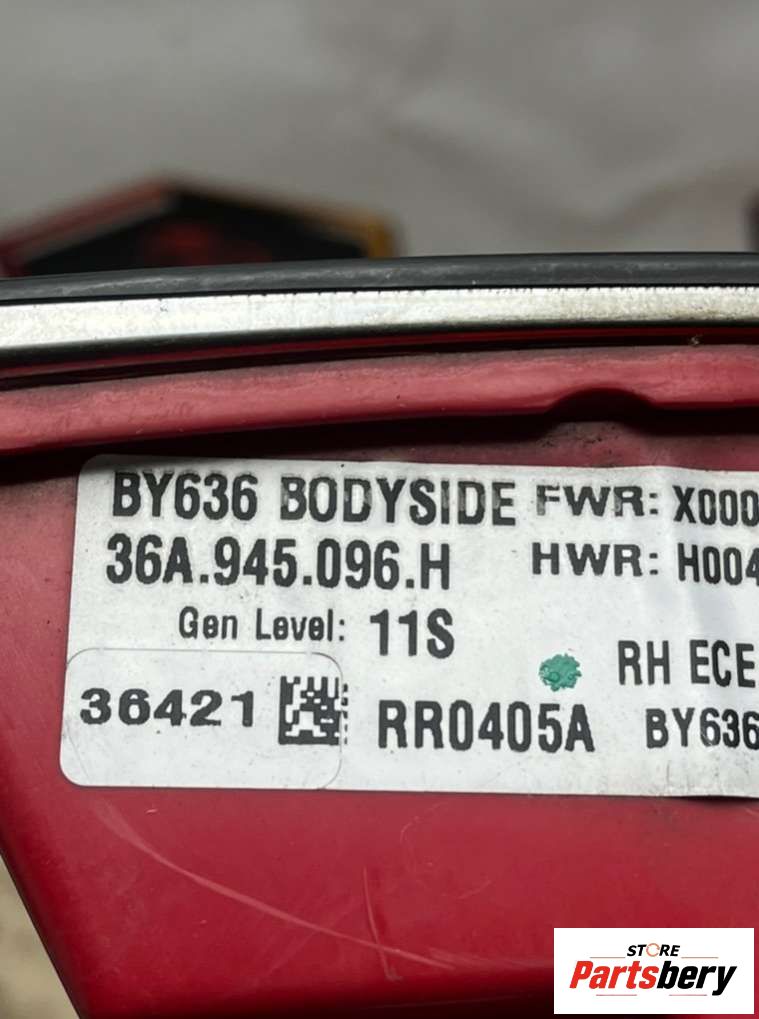 BY636 BODYSIDE FWR: X000
36A.945.096.H HWR: H004
Gen Level: 11S
RH ECE
36421 RR0405A BY636
STORE
Partsbery